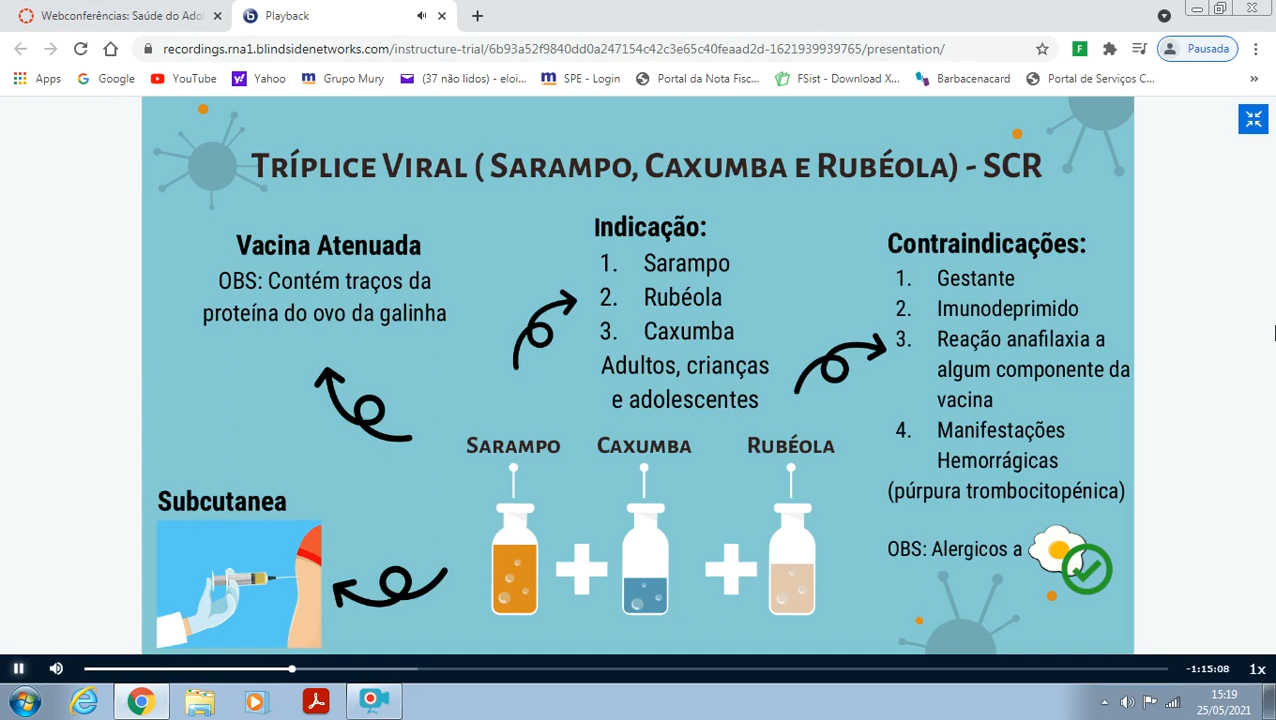 Webconferências: Saúde do Ado
Playback
recordings.rna1.blindsidenetworks.com/instructure-trial/6b93a52f9840dd0a247154c42c3e65c40feaad2d-1621939939765/presentation/
Pausada
Apps
Google
YouTube
Yahoo
Grupo Mury
(37 não lidos) - eloi...
SPE - Login
Portal da Nota Fisc...
FSist - Download X...
Barbacenacard
Portal de Serviços C...
»
Tríplice Viral ( Sarampo, Caxumba e Rubéola) - SCR
Vacina Atenuada
OBS: Contém traços da
proteína do ovo da galinha
Indicação:
1. Sarampo
2. Rubéola
3. Caxumba
Adultos, crianças
e adolescentes
Contraindicações:
1. Gestante
2. Imunodeprimido
3. Reação anafilaxia a
algum componente da
vacina
4. Manifestações
Hemorrágicas
(púrpura trombocitopénica)
OBS: Alergicos a
Sarampo
Caxumba
Rubéola
Subcutanea
-1:15:08
1x
15:19
25/05/2021